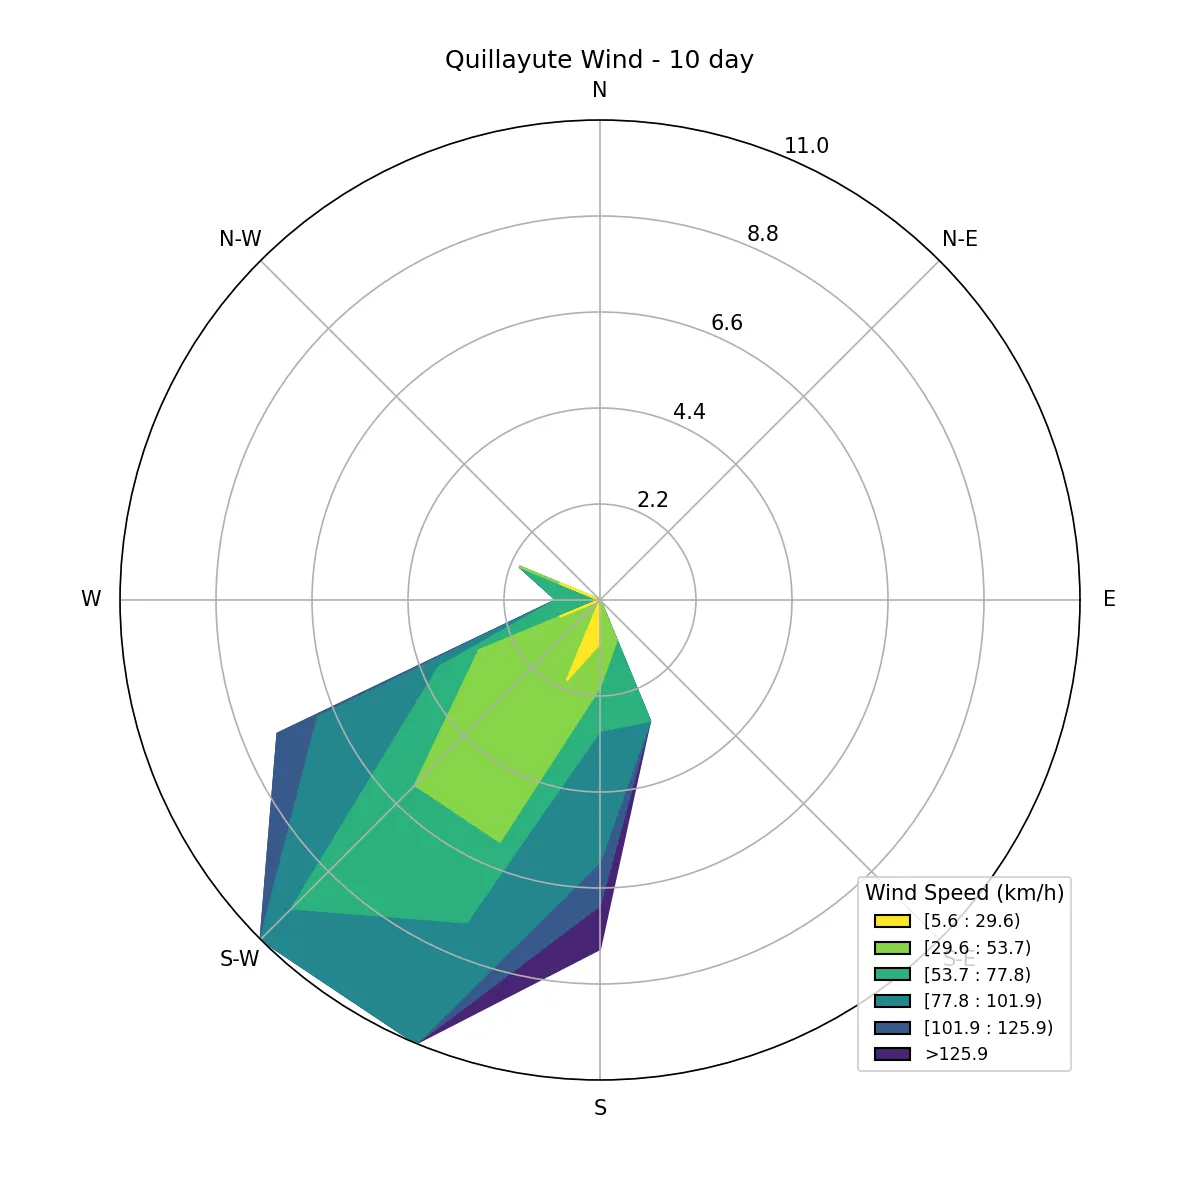 Quillayute Wind - 10 day
N
11.0
N-W
N-E
8.8
6.6
4.4
2.2
W
E
S-W
S-E
Wind Speed (km/h)
[5.6 : 29.6)
[29.6 : 53.7)
[53.7 : 77.8)
[77.8 : 101.9)
[101.9 : 125.9)
>125.9
S